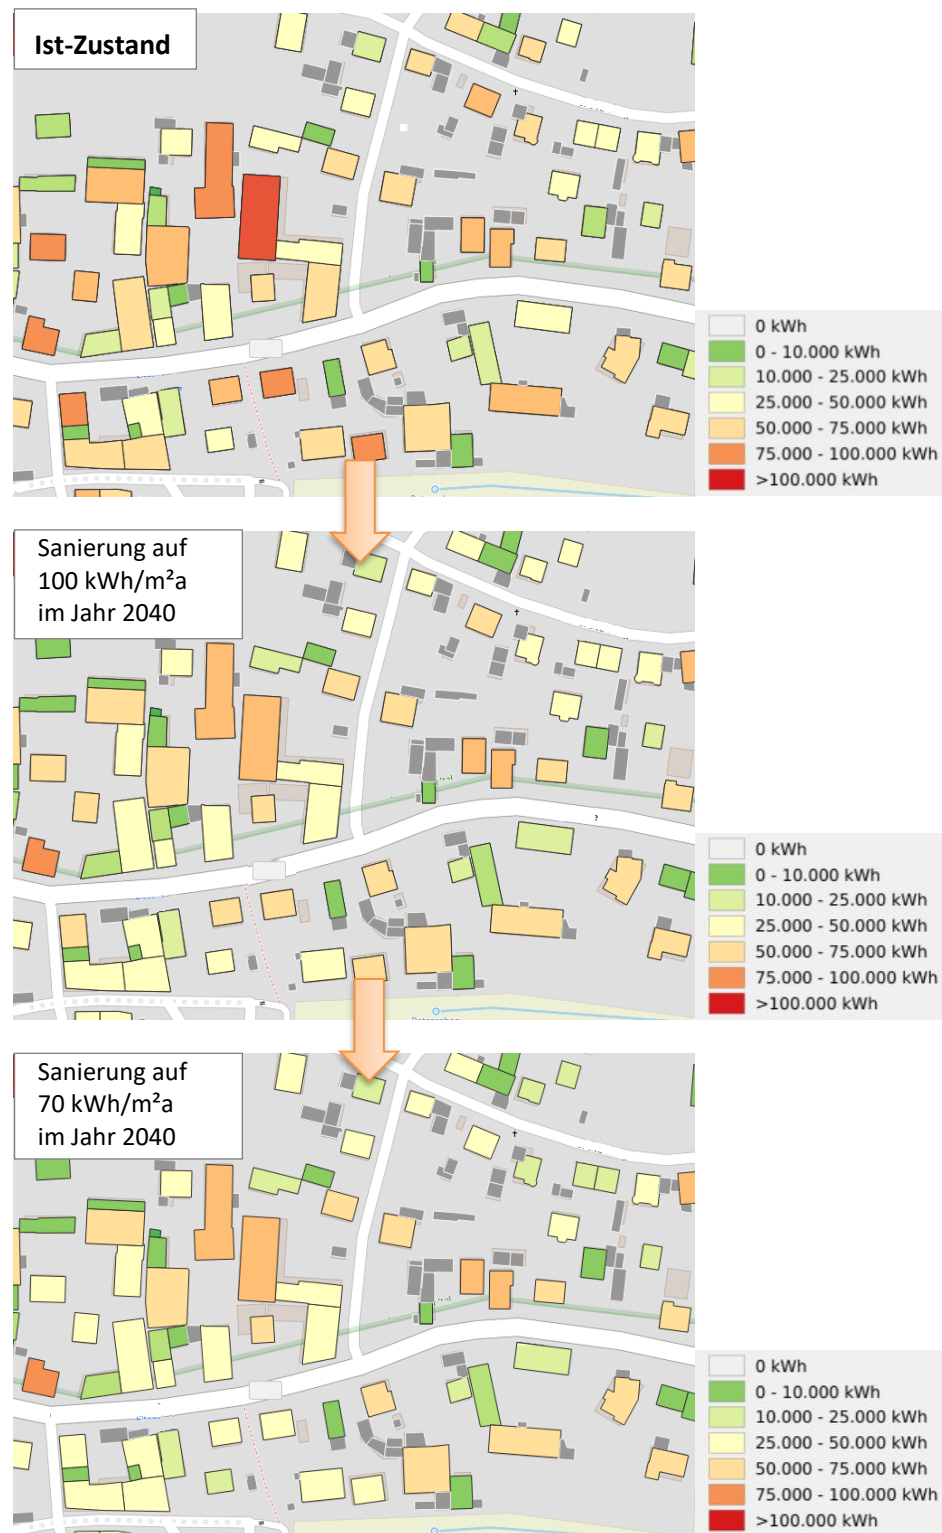 Ist-Zustand
0 kWh
0 - 10.000 kWh
10.000 - 25.000 kWh
25.000 - 50.000 kWh
50.000 - 75.000 kWh
75.000 - 100.000 kWh
>100.000 kWh
Sanierung auf
100 kWh/m²a
im Jahr 2040
0 kWh
0 - 10.000 kWh
10.000 - 25.000 kWh
25.000 - 50.000 kWh
50.000 - 75.000 kWh
75.000 - 100.000 kWh
>100.000 kWh
Sanierung auf
70 kWh/m²a
im Jahr 2040
0 kWh
0 - 10.000 kWh
10.000 - 25.000 kWh
25.000 - 50.000 kWh
50.000 - 75.000 kWh
75.000 - 100.000 kWh
>100.000 kWh